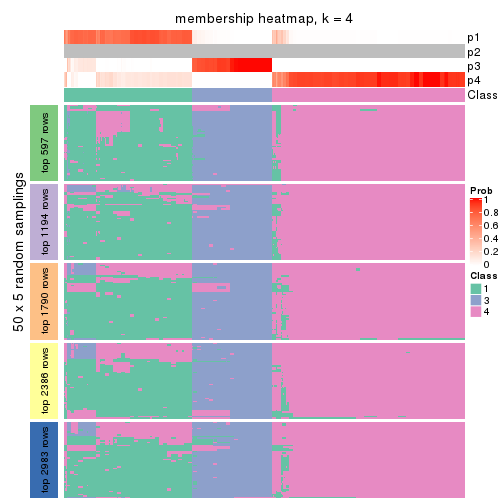 membership heatmap, k = 4
p1
p2
p3
p4
Class
50 x 5 random samplings
top 597 rows
top 1194 rows
top 1790 rows
top 2386 rows
top 2983 rows
Prob
1
0.8
0.6
0.4
0.2
0
Class
1
3
4